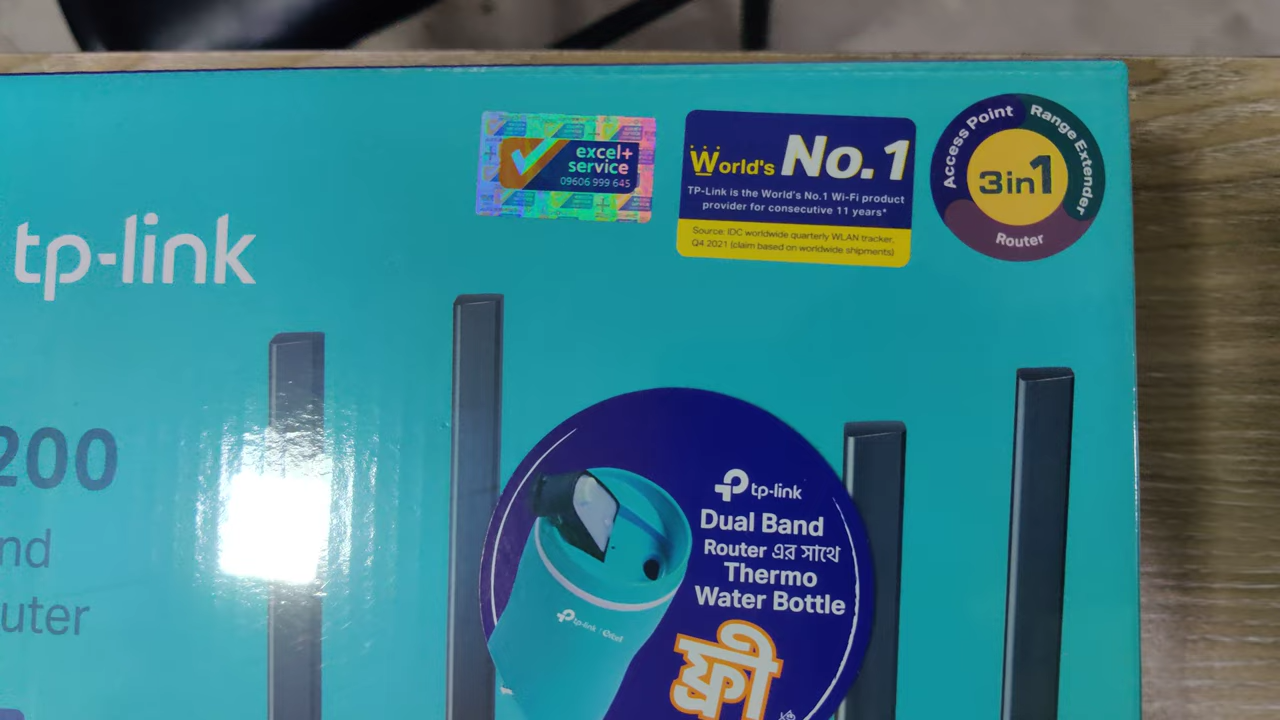 tp-link
excel+
service
09606 999 645
World's No.1
TP-Link is the World's No.1 Wi-Fi product
provider for consecutive 11 years*
Source: IDC worldwide quarterly WLAN tracker,
Q4 2021 (claim based on worldwide shipments)
Access Point
Range Extender
3in1
Router
200
nd
uter
tp-link
Dual Band
Router এর সাথে
Thermo
Water Bottle
ফ্রী
tp-link